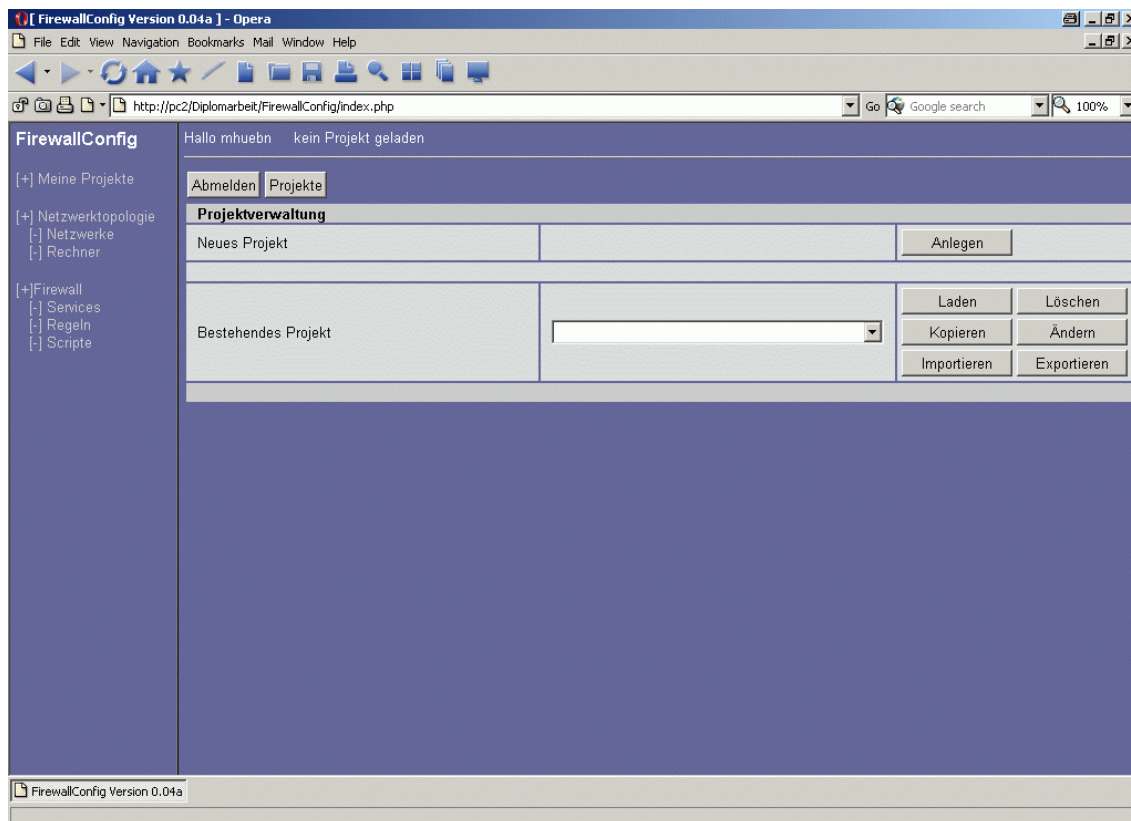 [ FirewallConfig Version 0.04a ] - Opera
File Edit View Navigation Bookmarks Mail Window Help
http://pc2/Diplomarbeit/FirewallConfig/index.php Go Google search 100%
FirewallConfig
[+] Meine Projekte
[+] Netzwerktopologie
[-] Netzwerke
[-] Rechner
[+]Firewall
[-] Services
[-] Regeln
[-] Scripte
Hallo mhuebn kein Projekt geladen
Abmelden Projekte
Projektverwaltung
Neues Projekt Anlegen
Bestehendes Projekt
Laden Löschen
Kopieren Ändern
Importieren Exportieren
FirewallConfig Version 0.04a